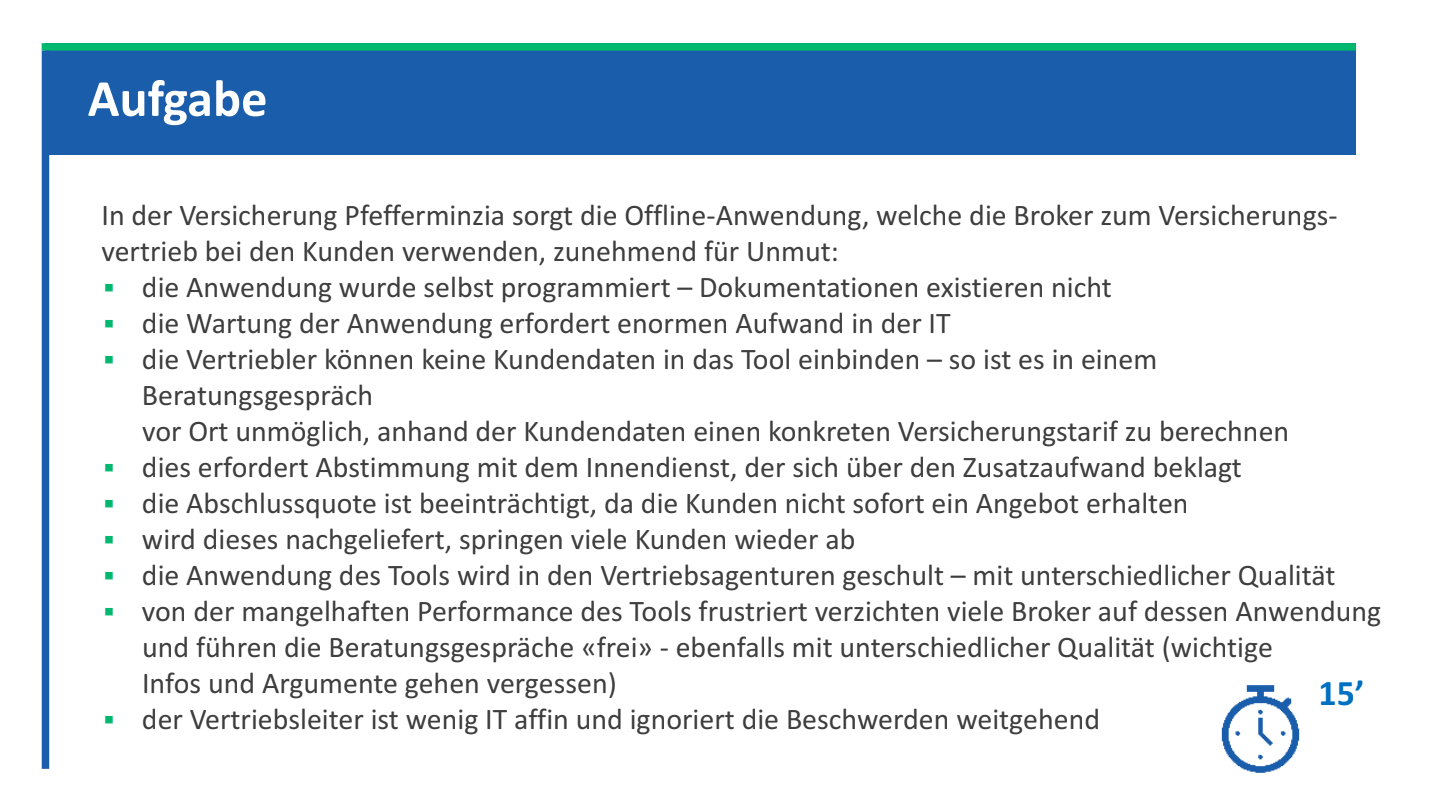 Aufgabe
In der Versicherung Pfefferminzia sorgt die Offline-Anwendung, welche die Broker zum Versicherungs-
vertrieb bei den Kunden verwenden, zunehmend für Unmut:
▪ die Anwendung wurde selbst programmiert – Dokumentationen existieren nicht
▪ die Wartung der Anwendung erfordert enormen Aufwand in der IT
▪ die Vertriebler können keine Kundendaten in das Tool einbinden – so ist es in einem
Beratungsgespräch
vor Ort unmöglich, anhand der Kundendaten einen konkreten Versicherungstarif zu berechnen
▪ dies erfordert Abstimmung mit dem Innendienst, der sich über den Zusatzaufwand beklagt
▪ die Abschlussquote ist beeinträchtigt, da die Kunden nicht sofort ein Angebot erhalten
▪ wird dieses nachgeliefert, springen viele Kunden wieder ab
▪ die Anwendung des Tools wird in den Vertriebsagenturen geschult – mit unterschiedlicher Qualität
▪ von der mangelhaften Performance des Tools frustriert verzichten viele Broker auf dessen Anwendung
und führen die Beratungsgespräche «frei» - ebenfalls mit unterschiedlicher Qualität (wichtige
Infos und Argumente gehen vergessen)
▪ der Vertriebsleiter ist wenig IT affin und ignoriert die Beschwerden weitgehend
15’